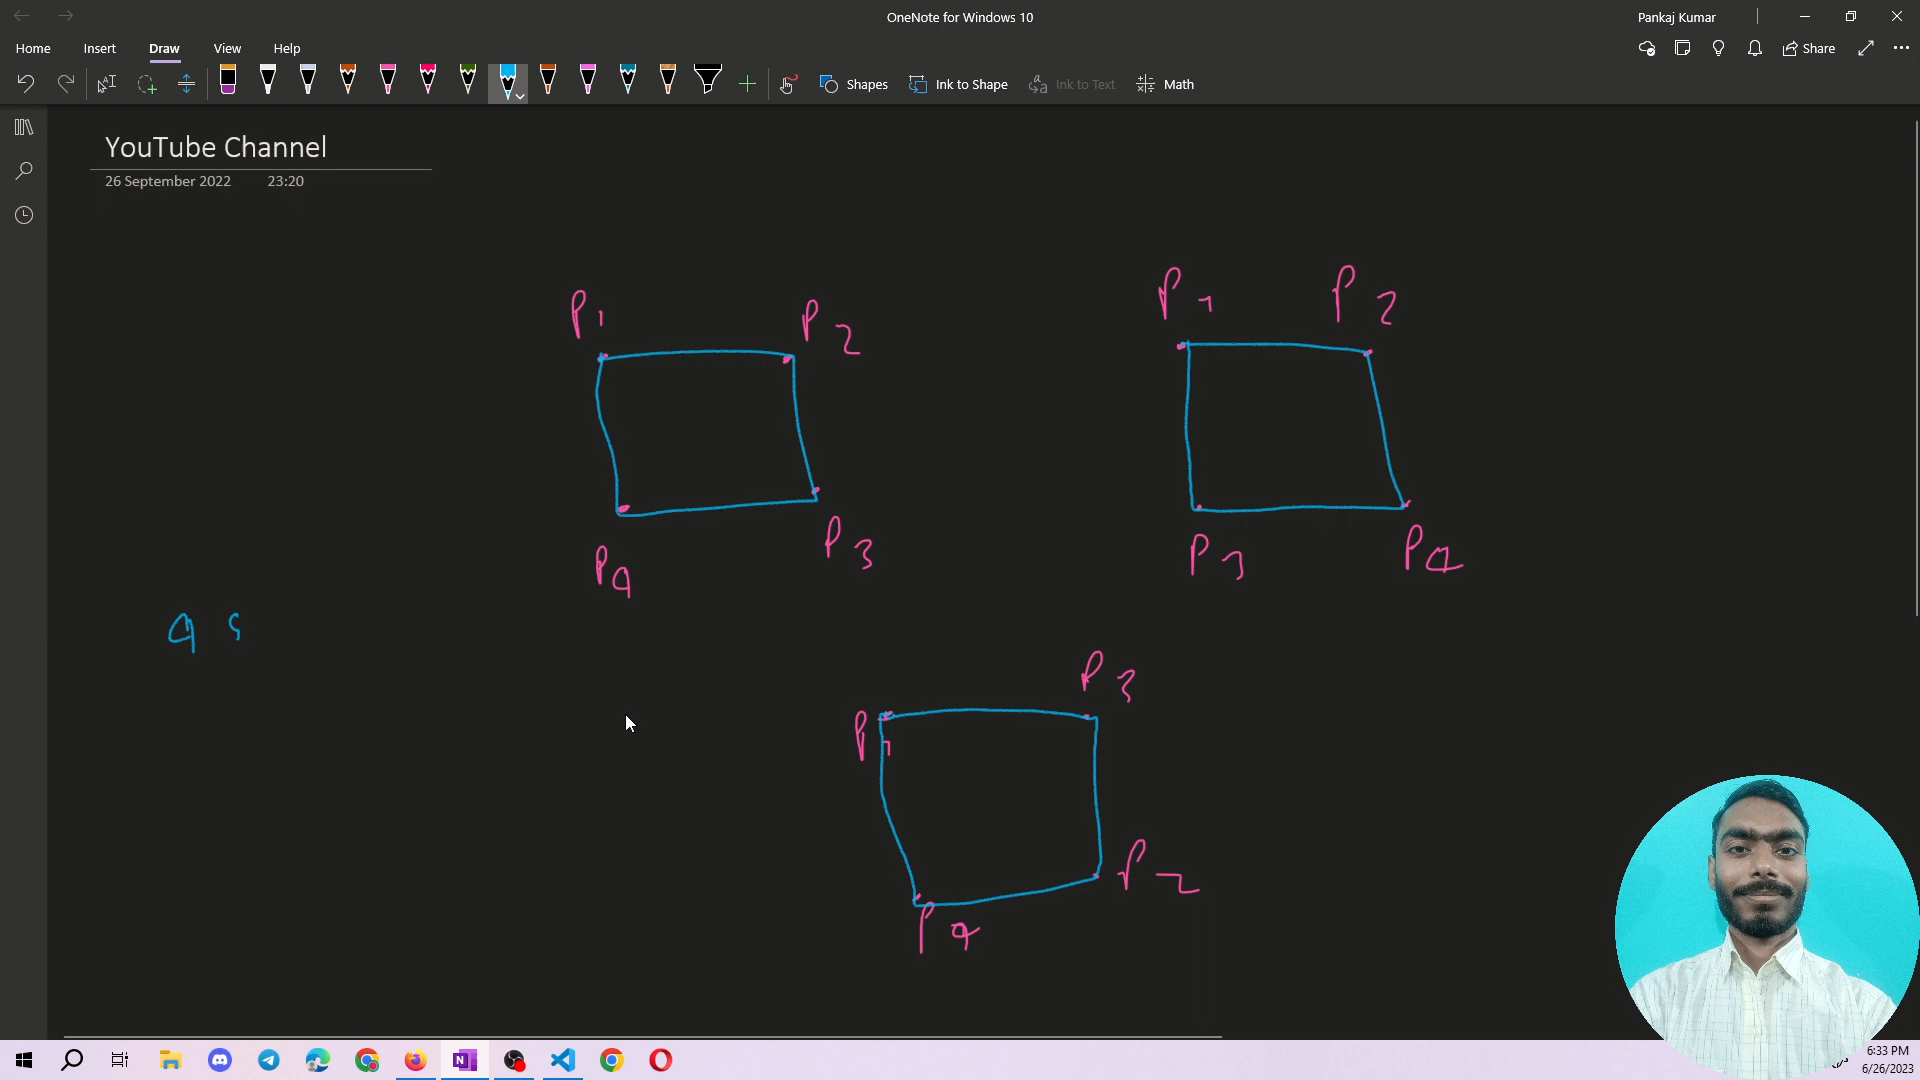 OneNote for Windows 10
Pankaj Kumar
Home Insert Draw View Help
Share
Shapes Ink to Shape Ink to Text Math
YouTube Channel
26 September 2022 23:20
P1 P2
P1 P2
P4 P3
P3 P4
4 s
P3
P1
P2
P4
6:33 PM
6/26/2023